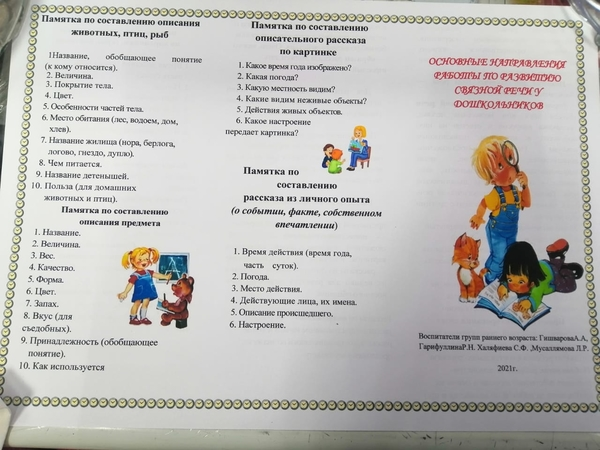 Памятка по составлению описания
животных, птиц, рыб
1Название, обобщающее понятие
(к кому относится).
2. Величина.
3. Покрытие тела.
4. Цвет.
5. Особенности частей тела.
6. Место обитания (лес, водоем, дом,
хлев).
7. Название жилища (нора, берлога,
логово, гнездо, дупло).
8. Чем питается.
9. Название детенышей.
10. Польза (для домашних
животных и птиц).
Памятка по составлению
описания предмета
1. Название.
2. Величина.
3. Вес.
4. Качество.
5. Форма.
6. Цвет.
7. Запах.
8. Вкус (для
съедобных).
9. Принадлежность (обобщающее
понятие).
10. Как используется
Памятка по составлению
описательного рассказа
по картинке
1. Какое время года изображено?
2. Какая погода?
3. Какую местность видим?
4. Какие видим неживые объекты?
5. Действия живых объектов.
6. Какое настроение
передает картинка?
Памятка по
составлению
рассказа из личного опыта
(о событии, факте, собственном
впечатлении)
1. Время действия (время года,
часть суток).
2. Погода.
3. Место действия.
4. Действующие лица, их имена.
5. Описание происшедшего.
6. Настроение.
ОСНОВНЫЕ НАПРАВЛЕНИЯ
РАБОТЫ ПО РАЗВИТИЮ
СВЯЗНОЙ РЕЧИ У
ДОШКОЛЬНИКОВ
Воспитатели групп раннего возраста: ГишвароваА.А,
ГарифуллинаР.Н. Халяфиева С.Ф. ,Мусаллямова Л.Р.
2021г.